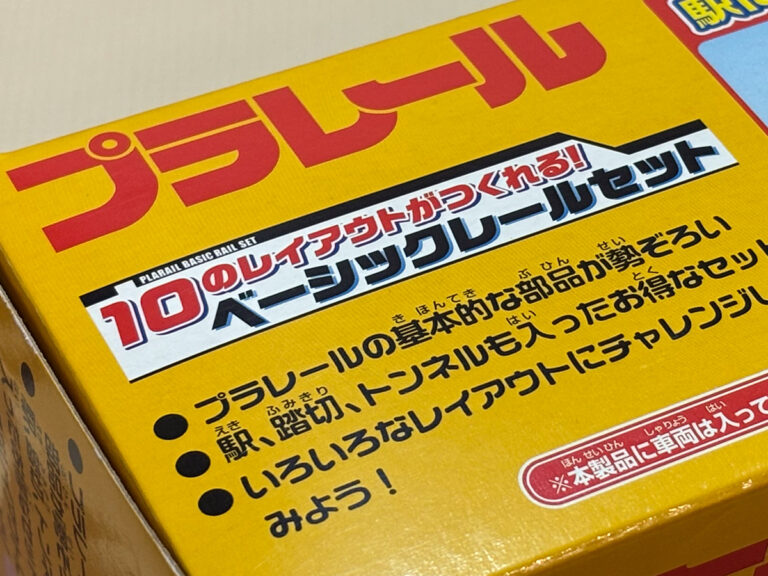 プラレール
PLARAIL BASIC RAIL SET
10のレイアウトがつくれる!
ベーシックレールセット
●プラレールの基本的な部品が勢ぞろい
●駅、踏切、トンネルも入ったお得なセット
●いろいろなレイアウトにチャレンジし
みよう!
※本製品に車両は入って